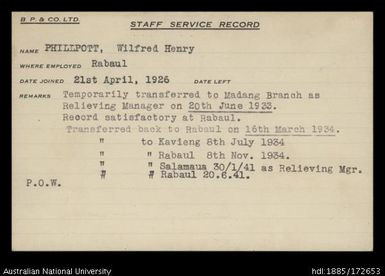 B. P. & CO. LTD.
STAFF SERVICE RECORD
NAME PHILLPOTT, Wilfred Henry
WHERE EMPLOYED Rabaul
DATE JOINED 21st April, 1926 DATE LEFT
REMARKS Temporarily transferred to Madang Branch as
Relieving Manager on 20th June 1933.
Record satisfactory at Rabaul.
Transferred back to Rabaul on 16th March 1934.
" to Kavieng 8th July 1934
" " Rabaul 8th Nov. 1934.
" " Salamaua 30/1/41 as Relieving Mgr.
" " Rabaul 20.6.41.
P.O.W.
Australian National University
hdl:1885/172653